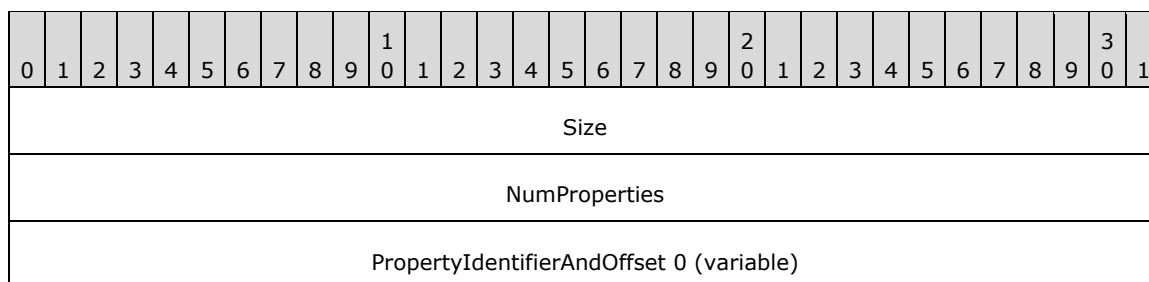 1 2 3
0 1 2 3 4 5 6 7 8 9 0 1 2 3 4 5 6 7 8 9 0 1 2 3 4 5 6 7 8 9 0 1
Size
NumProperties
PropertyIdentifierAndOffset 0 (variable)